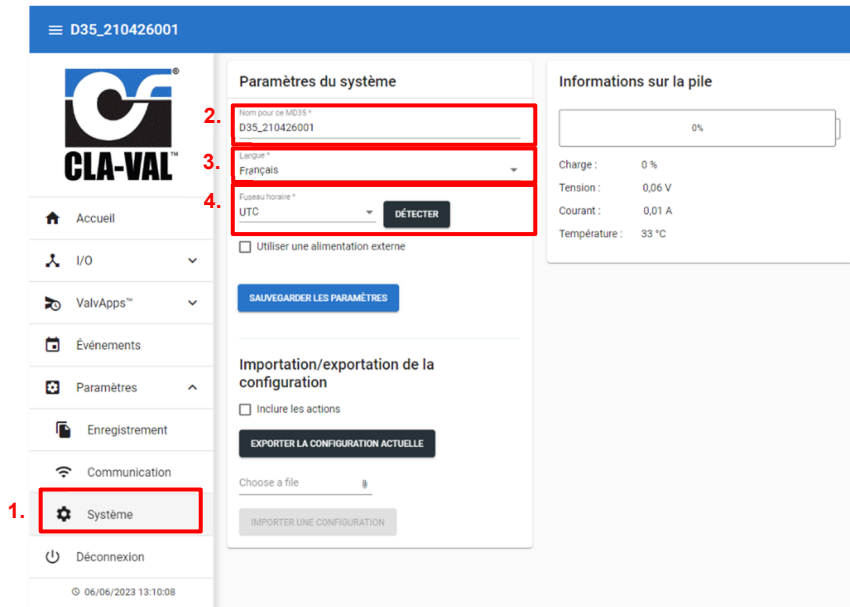 D35_210426001
CLA-VAL™
®
Accueil
I/O
ValvApps™
Événements
Paramètres
Enregistrement
Communication
1.
Système
Déconnexion
06/06/2023 13:10:08
Paramètres du système
2.
Nom pour ce MD35 *
D35_210426001
3.
Langue *
Français
4.
Fuseau horaire *
UTC
DÉTECTER
Utiliser une alimentation externe
SAUVEGARDER LES PARAMÈTRES
Importation/exportation de la
configuration
Inclure les actions
EXPORTER LA CONFIGURATION ACTUELLE
Choose a file
IMPORTER UNE CONFIGURATION
Informations sur la pile
0%
Charge : 0 %
Tension : 0,06 V
Courant : 0,01 A
Température : 33 °C